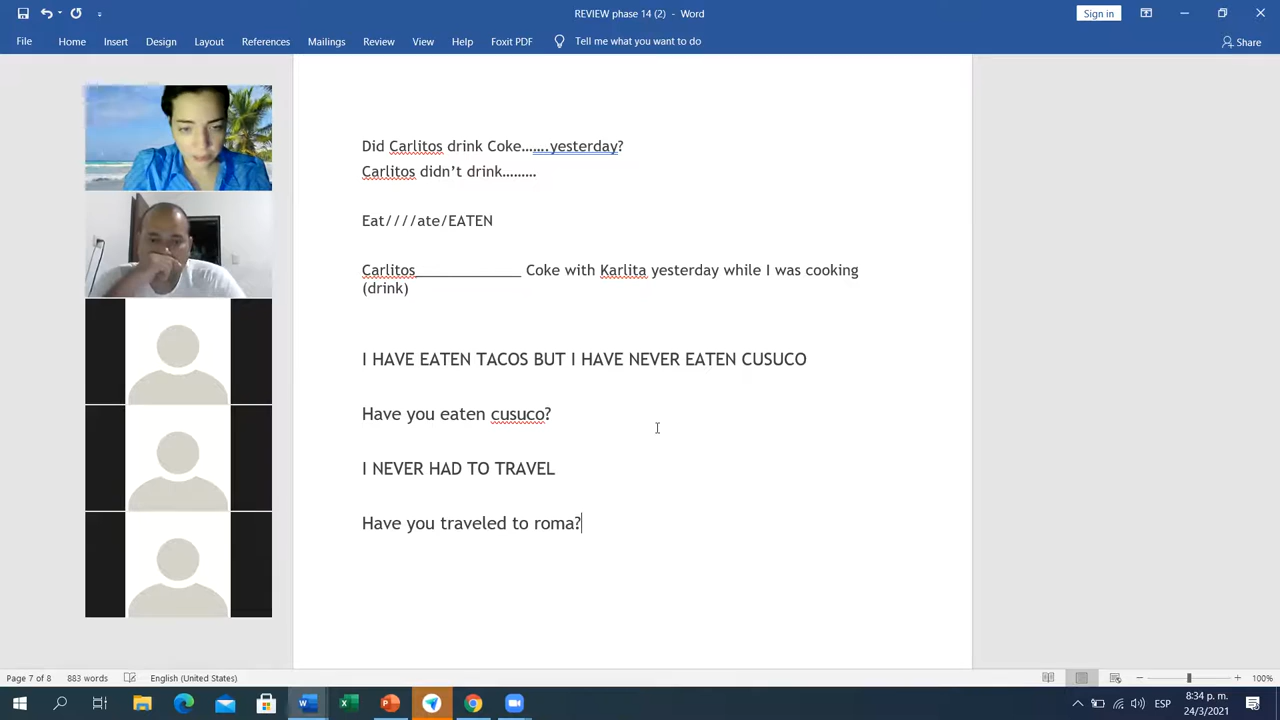 REVIEW phase 14 (2) - Word
Sign in
File Home Insert Design Layout References Mailings Review View Help Foxit PDF Tell me what you want to do Share
Did Carlitos drink Coke…….yesterday?
Carlitos didn’t drink………
Eat////ate/EATEN
Carlitos_____________ Coke with Karlita yesterday while I was cooking
(drink)
I HAVE EATEN TACOS BUT I HAVE NEVER EATEN CUSUCO
Have you eaten cusuco?
I NEVER HAD TO TRAVEL
Have you traveled to roma?
Page 7 of 8 883 words English (United States) 100%
8:34 p. m.
ESP
24/3/2021